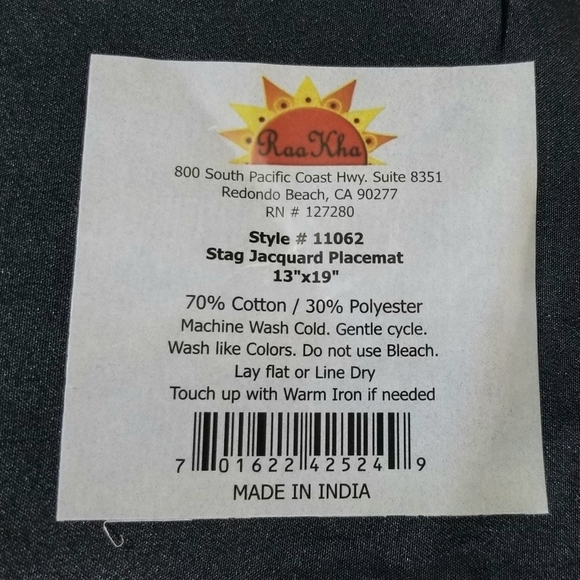 RaaKha
800 South Pacific Coast Hwy. Suite 8351
Redondo Beach, CA 90277
RN # 127280
Style # 11062
Stag Jacquard Placemat
13"x19"
70% Cotton / 30% Polyester
Machine Wash Cold. Gentle cycle.
Wash like Colors. Do not use Bleach.
Lay flat or Line Dry
Touch up with Warm Iron if needed
7 01622 42524 9
MADE IN INDIA